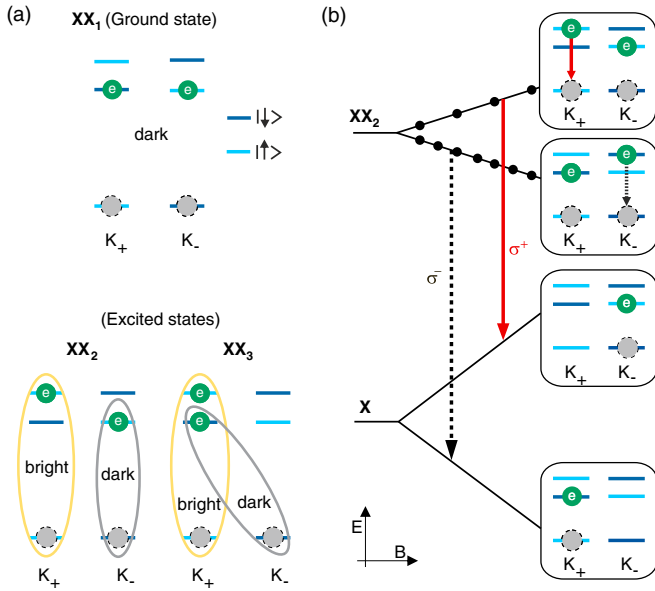 (a)
XX1 (Ground state)
e
e
dark
|↓>
|↑>
K+
K-
(Excited states)
XX2
XX3
e
e
e
e
bright
dark
bright
dark
K+
K-
K+
K-
(b)
XX2
e
e
K+
K-
e
e
K+
K-
σ+
σ-
e
K+
K-
X
e
K+
K-
E
B